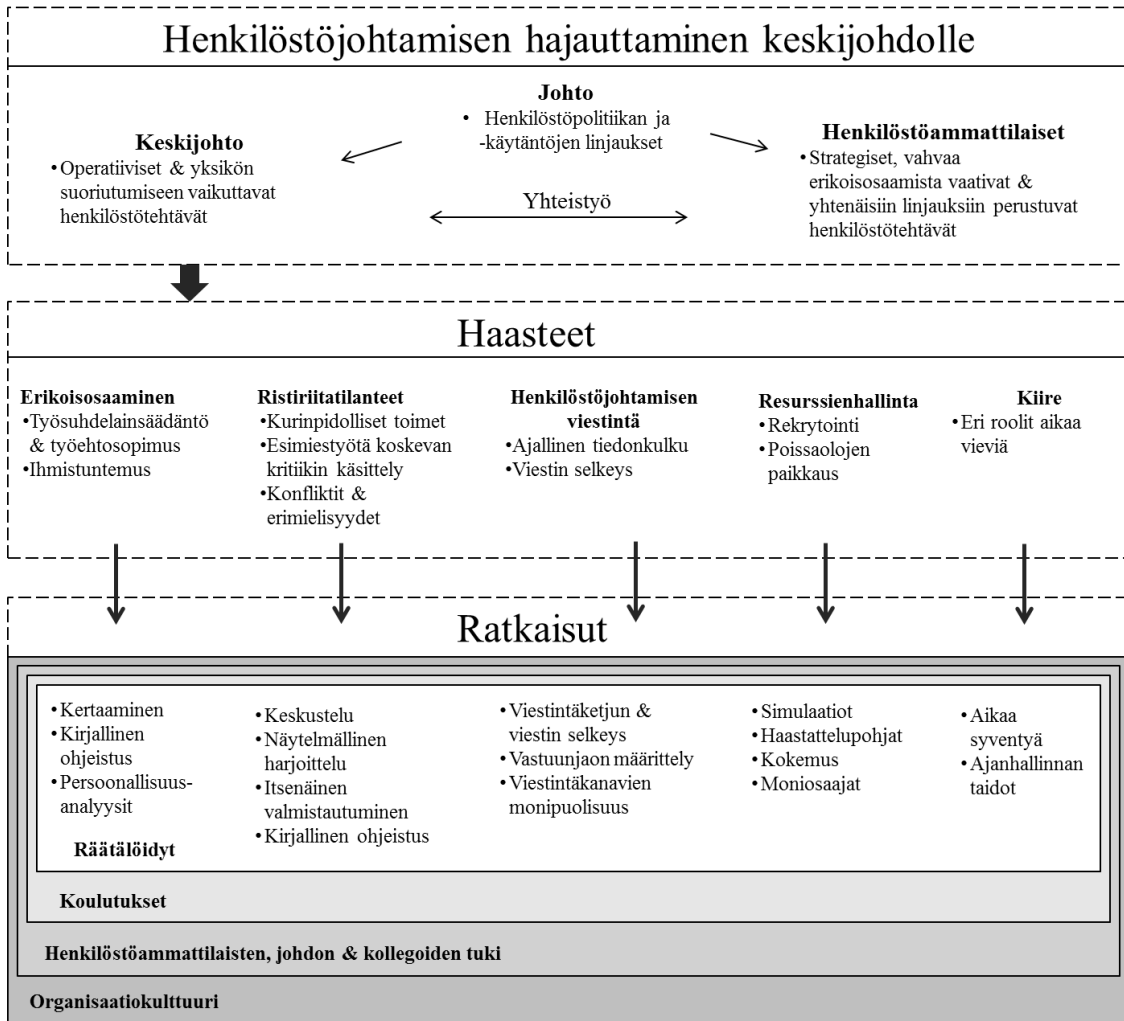 Henkilöstöjohtamisen hajauttaminen keskijohdolle
Johto
• Henkilöstöpolitiikan ja
-käytäntöjen linjaukset
Keskijohto
• Operatiiviset & yksikön
suoriutumiseen vaikuttavat
henkilöstötehtävät
Yhteistyö
Henkilöstöammattilaiset
• Strategiset, vahvaa
erikoisosaamista vaativat &
yhtenäisiin linjauksiin perustuvat
henkilöstötehtävät
Haasteet
Erikoisosaaminen
• Työsuhdelainsäädäntö
& työehtosopimus
• Ihmistuntemus
Ristiriitatilanteet
• Kurinpidolliset toimet
• Esimiestyötä koskevan
kritiikin käsittely
• Konfliktit &
erimielisyydet
Henkilöstöjohtamisen
viestintä
• Ajallinen tiedonkulku
• Viestin selkeys
Resurssienhallinta
• Rekrytointi
• Poissaolojen
paikkaus
Kiire
• Eri roolit aikaa
vieviä
Ratkaisut
• Kertaaminen
• Kirjallinen
ohjeistus
• Persoonallisuus-
analyysit
• Keskustelu
• Näytelmällinen
harjoittelu
• Itsenäinen
valmistautuminen
• Kirjallinen ohjeistus
• Viestintäketjun &
viestin selkeys
• Vastuunjaon määrittely
• Viestintäkanavien
monipuolisuus
• Simulaatiot
• Haastattelupohjat
• Kokemus
• Moniosaajat
• Aikaa
syventyä
• Ajanhallinnan
taidot
Räätälöidyt
Koulutukset
Henkilöstöammattilaisten, johdon & kollegoiden tuki
Organisaatiokulttuuri